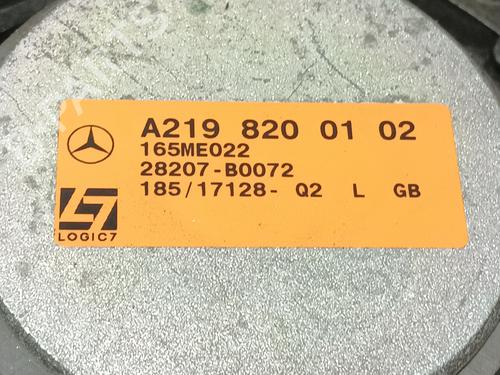 A219 820 01 02
165ME022
28207-B0072
185/17128- Q2 L GB
LOGIC7